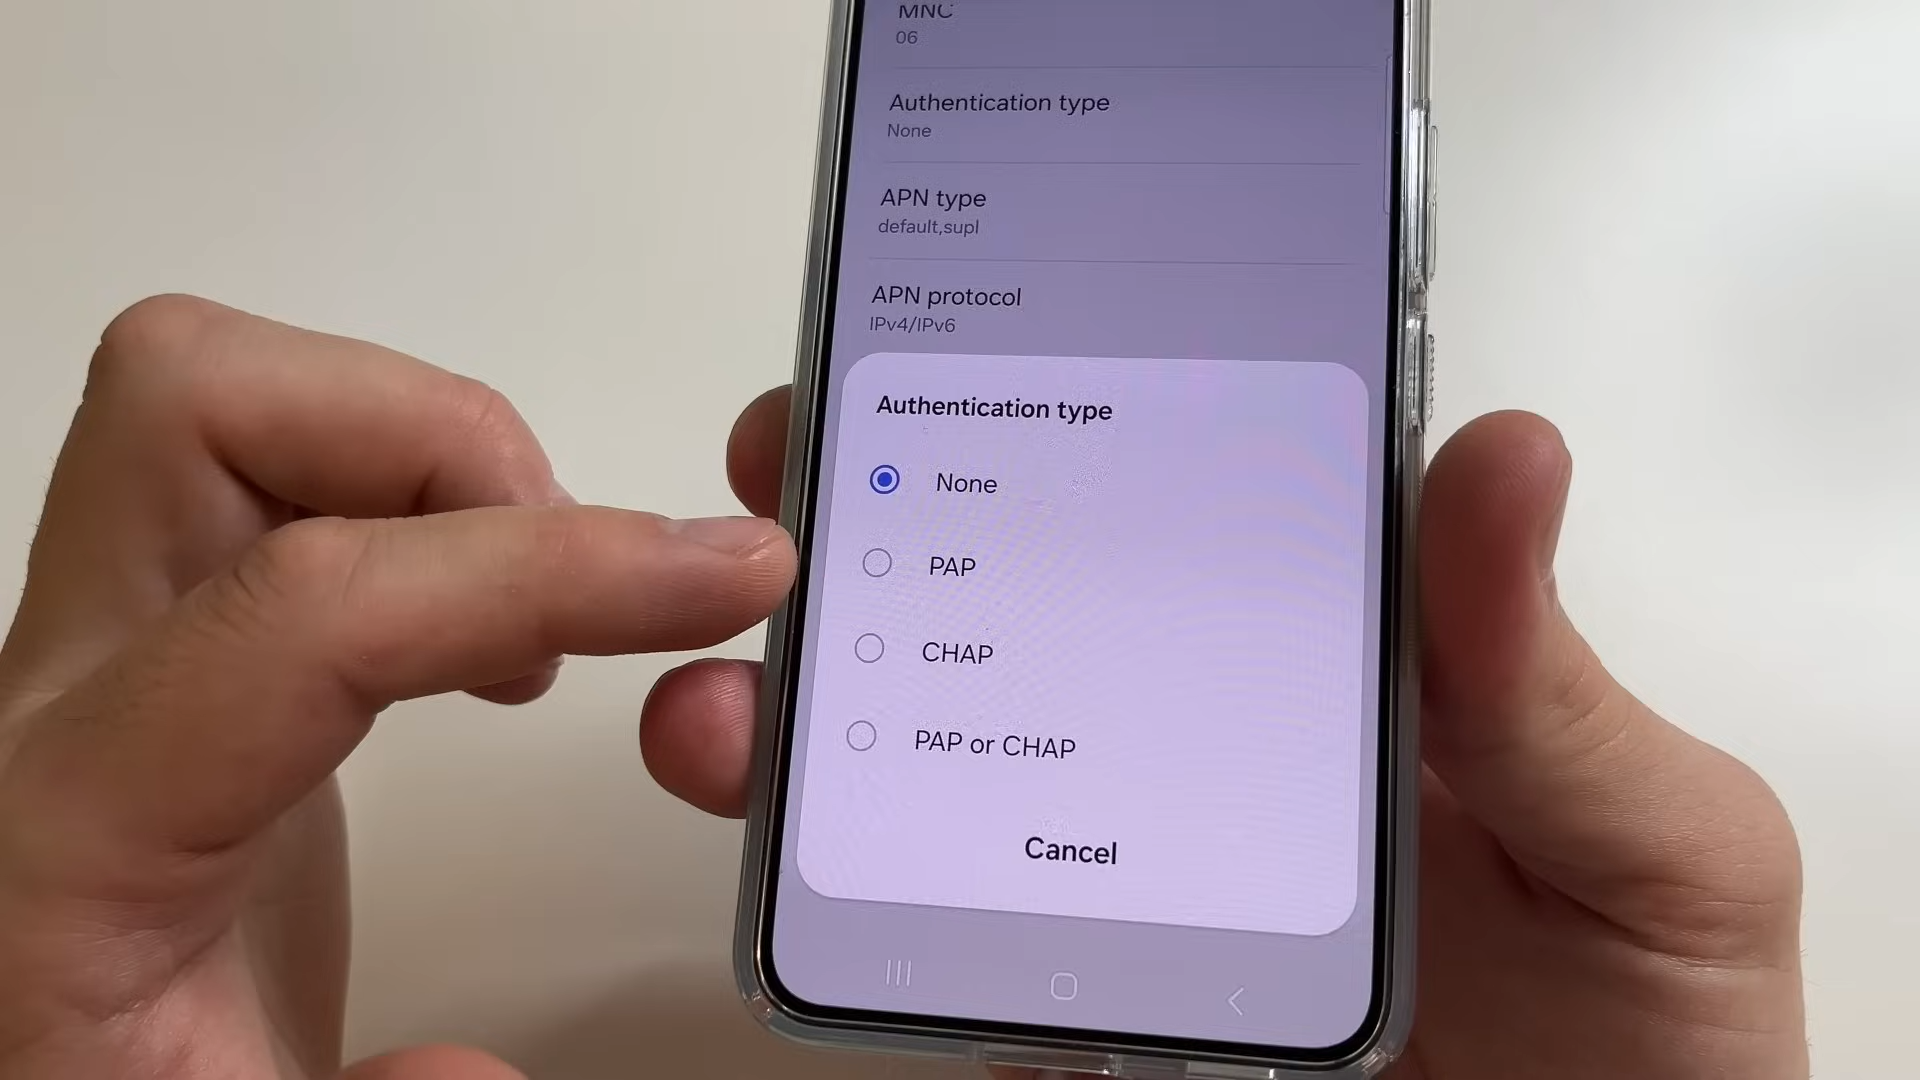 MNC
06
Authentication type
None
APN type
default,supl
APN protocol
IPv4/IPv6
Authentication type
None
PAP
CHAP
PAP or CHAP
Cancel